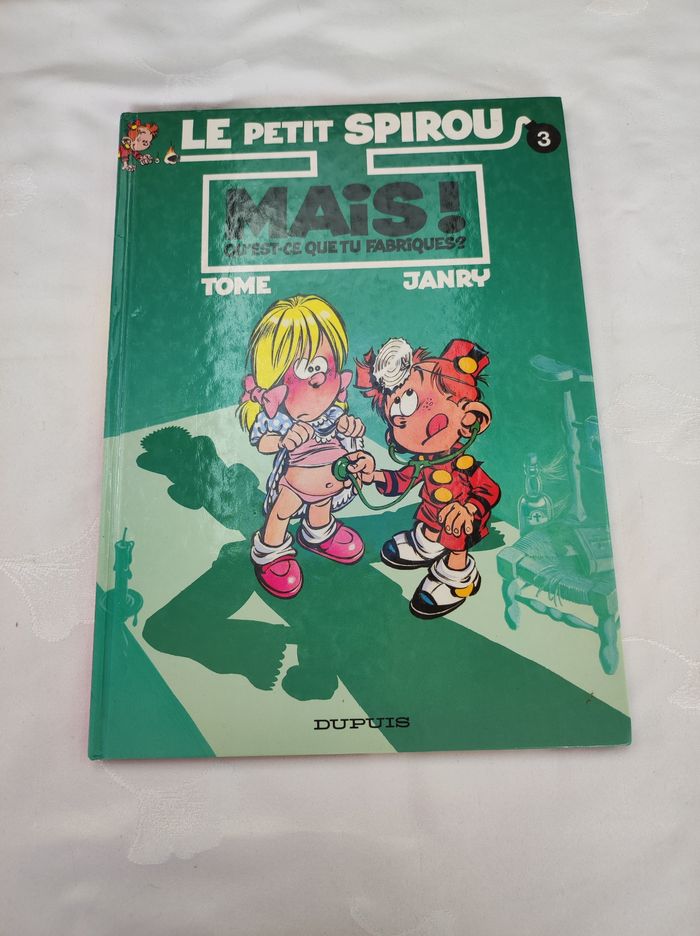 LE PETIT SPIROU
3
MAiS!
QU'EST-CE QUE TU FABRiQUES?
TOME JANRY
DUPUIS